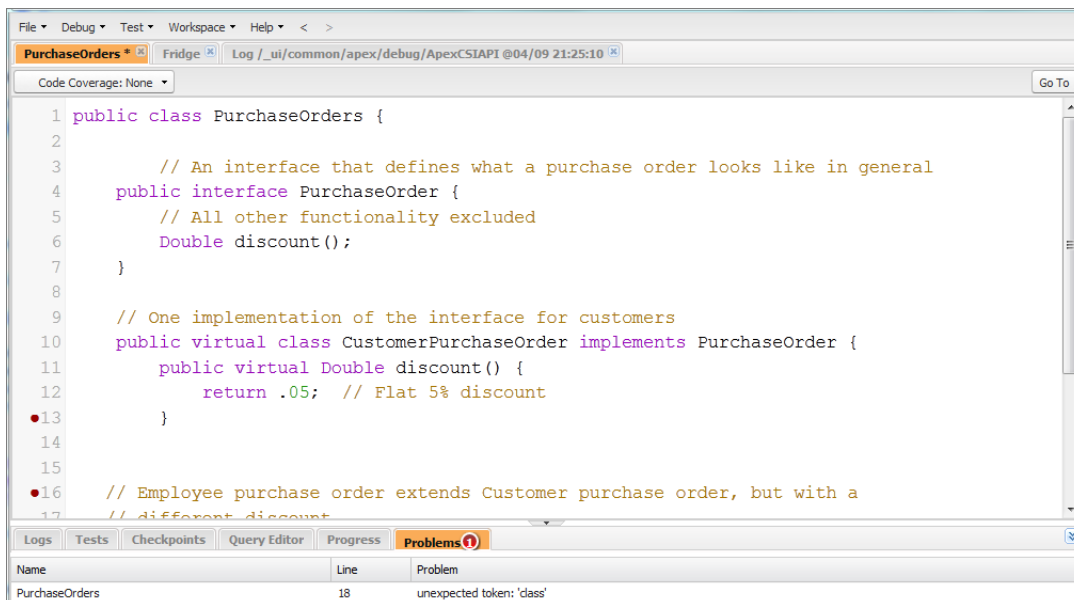 File Debug Test Workspace Help < >
PurchaseOrders * Fridge Log /_ui/common/apex/debug/ApexCSIAPI @04/09 21:25:10
Code Coverage: None Go To
1 public class PurchaseOrders {
2
3 // An interface that defines what a purchase order looks like in general
4 public interface PurchaseOrder {
5 // All other functionality excluded
6 Double discount();
7 }
8
9 // One implementation of the interface for customers
10 public virtual class CustomerPurchaseOrder implements PurchaseOrder {
11 public virtual Double discount() {
12 return .05; // Flat 5% discount
13 }
14
15
16 // Employee purchase order extends Customer purchase order, but with a
17 // different discount
Logs Tests Checkpoints Query Editor Progress Problems 1
Name Line Problem
PurchaseOrders 18 unexpected token: 'class'